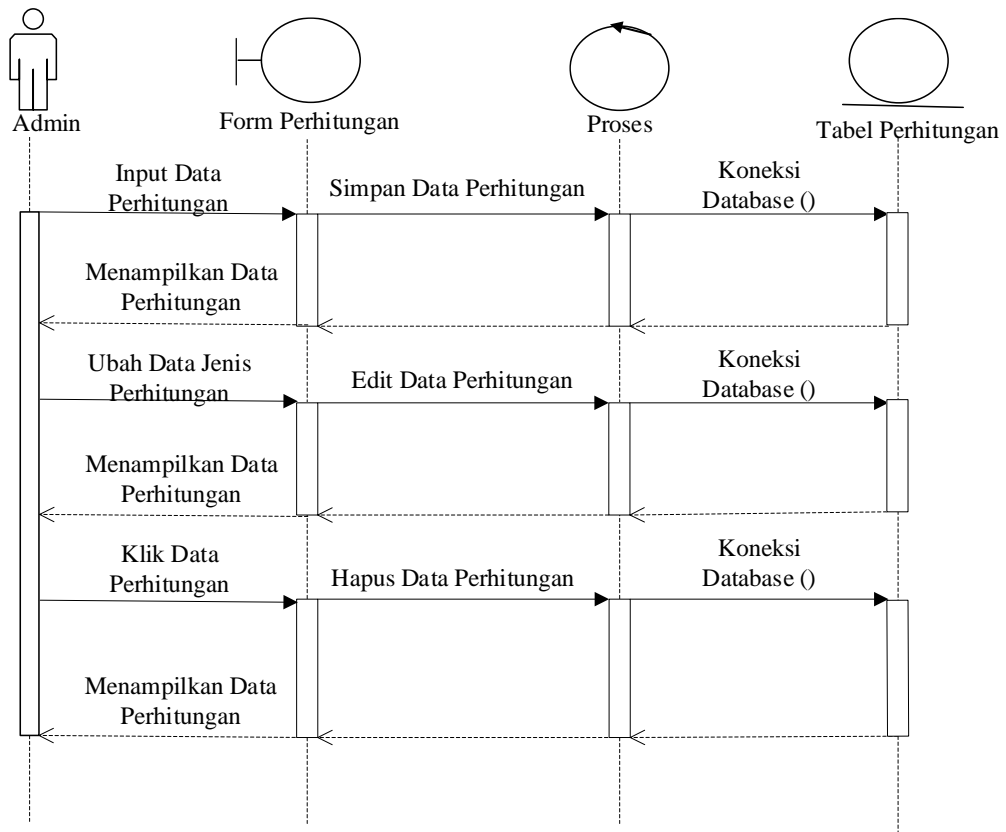 Admin
Form Perhitungan
Proses
Tabel Perhitungan
Input Data
Perhitungan
Simpan Data Perhitungan
Koneksi
Database ()
Menampilkan Data
Perhitungan
Ubah Data Jenis
Perhitungan
Edit Data Perhitungan
Koneksi
Database ()
Menampilkan Data
Perhitungan
Klik Data
Perhitungan
Hapus Data Perhitungan
Koneksi
Database ()
Menampilkan Data
Perhitungan